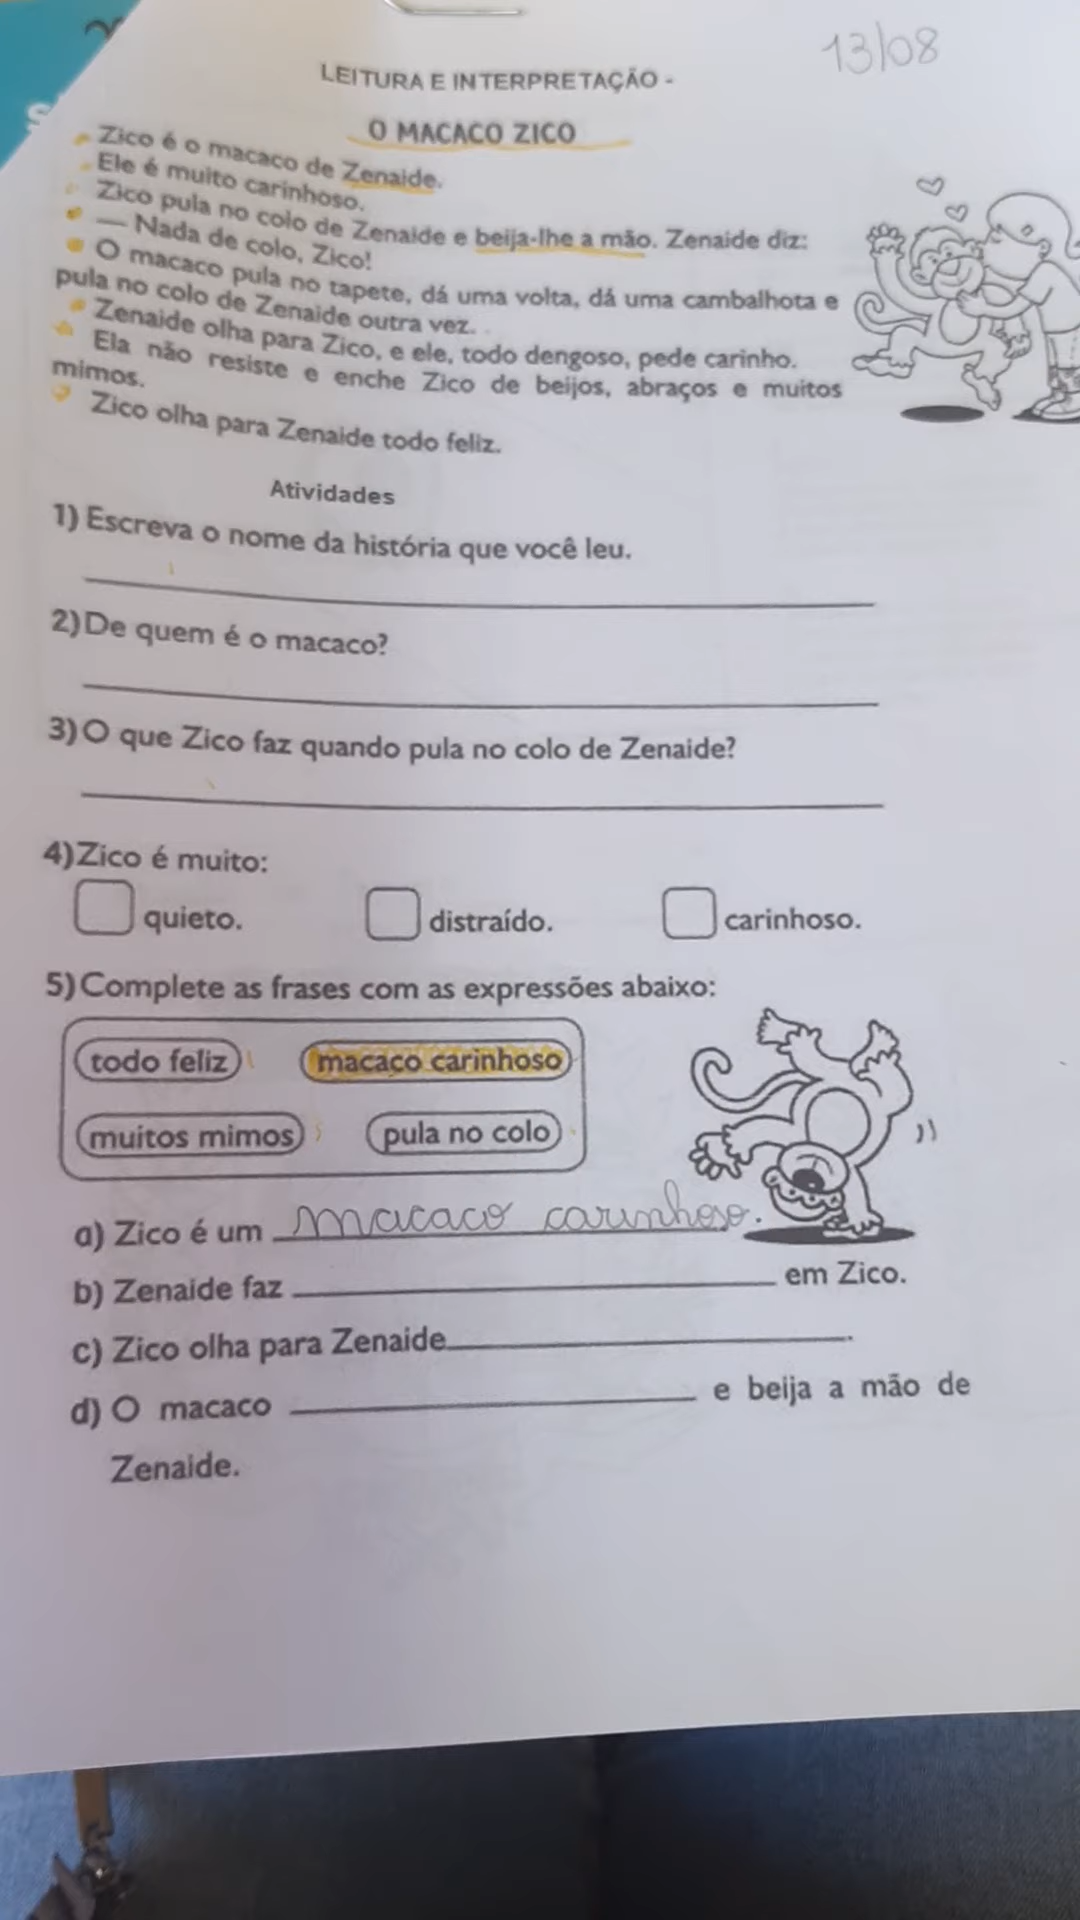 13/08
LEITURA E INTERPRETAÇÃO -
O MACACO ZICO
Zico é o macaco de Zenaide.
Ele é muito carinhoso.
Zico pula no colo de Zenaide e beija-lhe a mão. Zenaide diz:
— Nada de colo, Zico!
O macaco pula no tapete, dá uma volta, dá uma cambalhota e
pula no colo de Zenaide outra vez.
Zenaide olha para Zico, e ele, todo dengoso, pede carinho.
Ela não resiste e enche Zico de beijos, abraços e muitos
mimos.
Zico olha para Zenaide todo feliz.
Atividades
1) Escreva o nome da história que você leu.
2) De quem é o macaco?
3) O que Zico faz quando pula no colo de Zenaide?
4) Zico é muito:
quieto. distraído. carinhoso.
5) Complete as frases com as expressões abaixo:
todo feliz macaco carinhoso
muitos mimos pula no colo
a) Zico é um macaco carinhoso.
b) Zenaide faz em Zico.
c) Zico olha para Zenaide .
d) O macaco e beija a mão de
Zenaide.